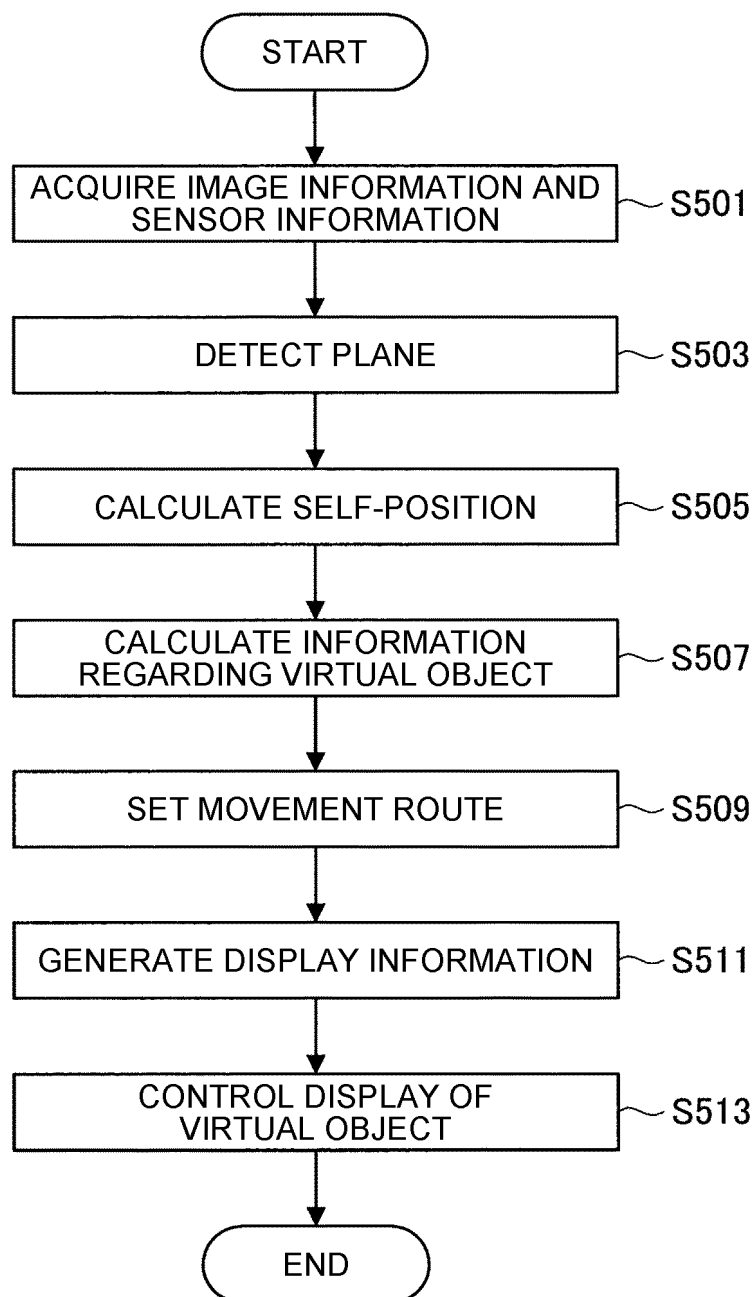 START
ACQUIRE IMAGE INFORMATION AND
SENSOR INFORMATION
S501
DETECT PLANE
S503
CALCULATE SELF-POSITION
S505
CALCULATE INFORMATION
REGARDING VIRTUAL OBJECT
S507
SET MOVEMENT ROUTE
S509
GENERATE DISPLAY INFORMATION
S511
CONTROL DISPLAY OF
VIRTUAL OBJECT
S513
END